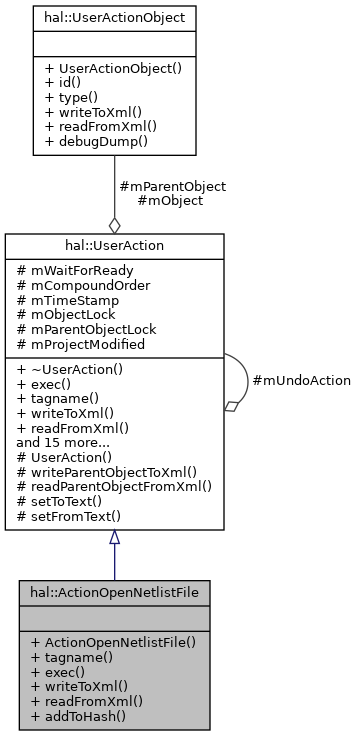 hal::UserActionObject
+ UserActionObject()
+ id()
+ type()
+ writeToXml()
+ readFromXml()
+ debugDump()
#mParentObject
#mObject
hal::UserAction
# mWaitForReady
# mCompoundOrder
# mTimeStamp
# mObjectLock
# mParentObjectLock
# mProjectModified
+ ~UserAction()
+ exec()
+ tagname()
+ writeToXml()
+ readFromXml()
and 15 more...
# UserAction()
# writeParentObjectToXml()
# readParentObjectFromXml()
# setToText()
# setFromText()
#mUndoAction
hal::ActionOpenNetlistFile
+ ActionOpenNetlistFile()
+ tagname()
+ exec()
+ writeToXml()
+ readFromXml()
+ addToHash()